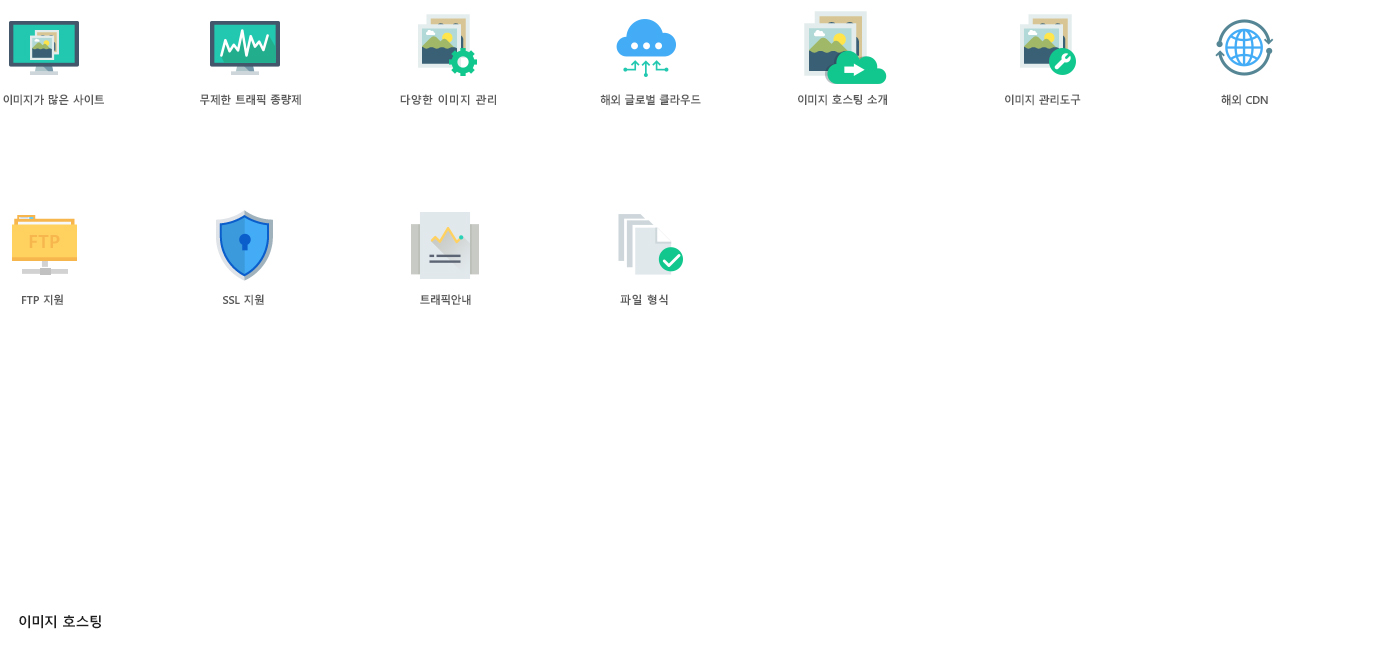 이미지가 많은 사이트
무제한 트래픽 종량제
다양한 이미지 관리
해외 글로벌 클라우드
이미지 호스팅 소개
이미지 관리도구
해외 CDN
FTP
FTP 지원
SSL 지원
트래픽안내
파일 형식
이미지 호스팅